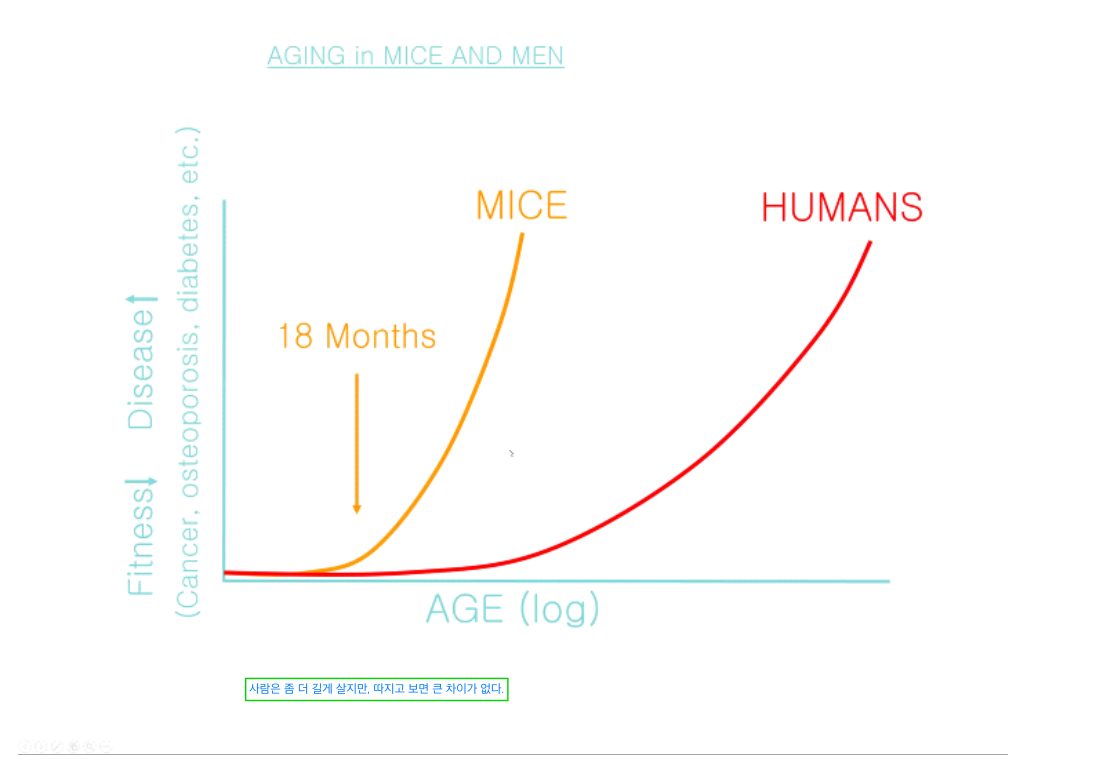 AGING in MICE AND MEN
MICE
HUMANS
18 Months
Fitness↓ Disease↑
(Cancer, osteoporosis, diabetes, etc.)
AGE (log)
사람은 좀 더 길게 살지만, 따지고 보면 큰 차이가 없다.